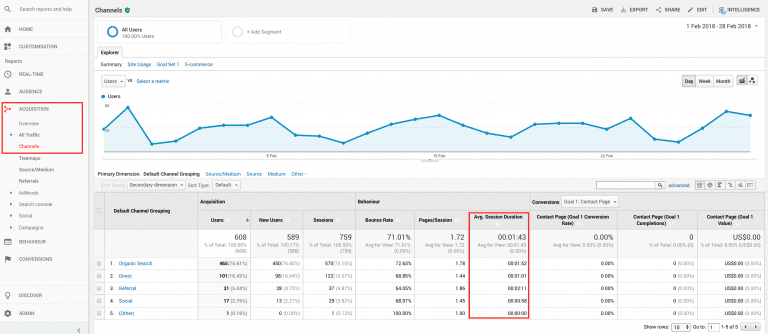 Search reports and help
HOME
CUSTOMISATION
Reports
REAL-TIME
AUDIENCE
ACQUISITION
Overview
All Traffic
Channels
Treemaps
Source/Medium
Referrals
AdWords
Search console
Social
Campaigns
BEHAVIOUR
CONVERSIONS
DISCOVER
ADMIN
Channels
SAVE EXPORT SHARE EDIT INTELLIGENCE
1 Feb 2018 - 28 Feb 2018
All Users
100.00% Users
+ Add Segment
Explorer
Summary Site Usage Goal Set 1 E-commerce
Users vs Select a metric
Day Week Month
Users
8 Feb 15 Feb 22 Feb
Primary Dimension: Default Channel Grouping Source/Medium Source Medium Other
Secondary dimension Sort Type: Default
advanced
Default Channel Grouping Acquisition Behaviour Conversions Goal 1: Contact Page
Users New Users Sessions Bounce Rate Pages/Session Avg. Session Duration Contact Page (Goal 1 Conversion Rate) Contact Page (Goal 1 Completions) Contact Page (Goal 1 Value)
608 589 759 71.01% 1.72 00:01:43 0.00% 0 US$0.00
% of Total: 100.00% (608) % of Total: 100.17% (588) % of Total: 100.00% (759) Avg for View: 71.01% (0.00%) Avg for View: 1.72 (0.00%) Avg for View: 00:01:43 (0.00%) Avg for View: 0.00% (0.00%) % of Total: 0.00% (0) % of Total: 0.00% (US$0.00)
1. Organic Search 465 (75.61%) 450 (76.40%) 570 (75.10%) 72.63% 1.78 00:01:52 0.00% 0 (0.00%) US$0.00 (0.00%)
2. Direct 101 (16.42%) 98 (16.64%) 122 (16.07%) 68.85% 1.44 00:01:01 0.00% 0 (0.00%) US$0.00 (0.00%)
3. Referral 31 (5.04%) 28 (4.75%) 37 (4.87%) 54.05% 1.86 00:02:11 0.00% 0 (0.00%) US$0.00 (0.00%)
4. Social 17 (2.76%) 13 (2.21%) 29 (3.82%) 68.97% 1.45 00:00:58 0.00% 0 (0.00%) US$0.00 (0.00%)
5. (Other) 1 (0.16%) 0 (0.00%) 1 (0.13%) 100.00% 1.00 00:00:00 0.00% 0 (0.00%) US$0.00 (0.00%)
Show rows: 10 Go to: 1 1-5 of 5